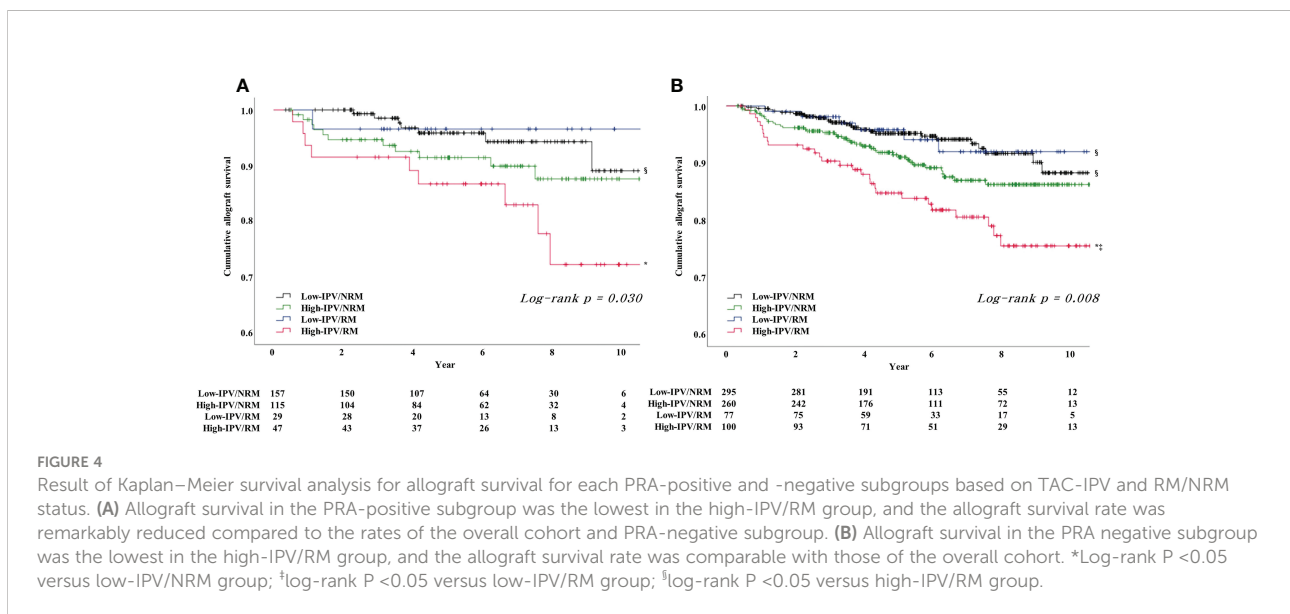 A
B
1.0
0.9
0.8
0.7
0.6
Cumulative allograft survival
§
*
Low-IPV/NRM
High-IPV/NRM
Low-IPV/RM
High-IPV/RM
Log-rank p = 0.030
0 2 4 6 8 10
Year
Low-IPV/NRM 157 150 107 64 30 6
High-IPV/NRM 115 104 84 62 32 4
Low-IPV/RM 29 28 20 13 8 2
High-IPV/RM 47 43 37 26 13 3
1.0
0.9
0.8
0.7
0.6
Cumulative allograft survival
§
§
*‡
Low-IPV/NRM
High-IPV/NRM
Low-IPV/RM
High-IPV/RM
Log-rank p = 0.008
0 2 4 6 8 10
Year
Low-IPV/NRM 295 281 191 113 55 12
High-IPV/NRM 260 242 176 111 72 13
Low-IPV/RM 77 75 59 33 17 5
High-IPV/RM 100 93 71 51 29 13
FIGURE 4
Result of Kaplan–Meier survival analysis for allograft survival for each PRA-positive and -negative subgroups based on TAC-IPV and RM/NRM
status. (A) Allograft survival in the PRA-positive subgroup was the lowest in the high-IPV/RM group, and the allograft survival rate was
remarkably reduced compared to the rates of the overall cohort and PRA-negative subgroup. (B) Allograft survival in the PRA negative subgroup
was the lowest in the high-IPV/RM group, and the allograft survival rate was comparable with those of the overall cohort. *Log-rank P <0.05
versus low-IPV/NRM group; ‡log-rank P <0.05 versus low-IPV/RM group; §log-rank P <0.05 versus high-IPV/RM group.